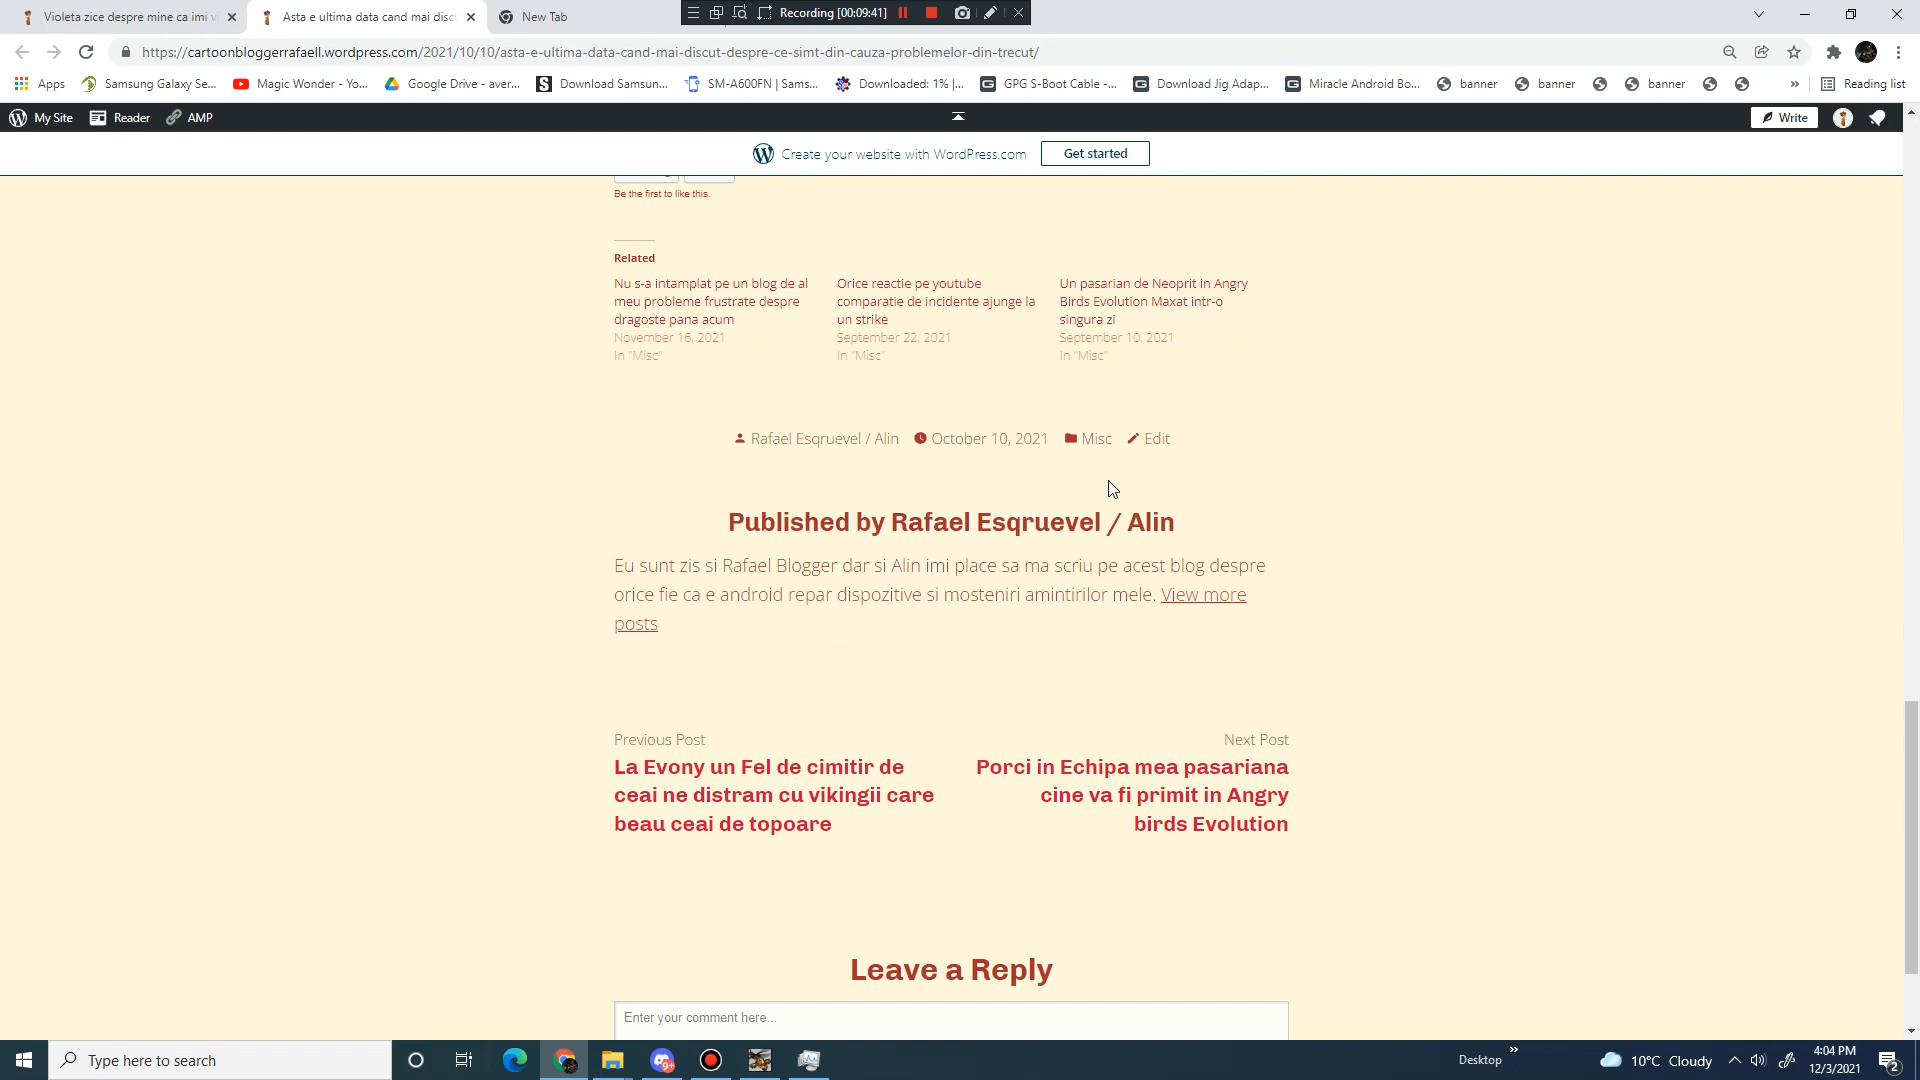 Violeta zice despre mine ca imi v
Asta e ultima data cand mai disc
New Tab
Recording [00:09:41]
https://cartoonbloggerrafaell.wordpress.com/2021/10/10/asta-e-ultima-data-cand-mai-discut-despre-ce-simt-din-cauza-problemelor-din-trecut/
Apps
Samsung Galaxy Se...
Magic Wonder - Yo...
Google Drive - aver...
Download Samsun...
SM-A600FN | Sams...
Downloaded: 1% |...
GPG S-Boot Cable -...
Download Jig Adap...
Miracle Android Bo...
banner
banner
banner
»
Reading list
My Site
Reader
AMP
Write
Create your website with WordPress.com
Get started
Be the first to like this.
Related
Nu s-a intamplat pe un blog de al
meu probleme frustrate despre
dragoste pana acum
November 16, 2021
In "Misc"
Orice reactie pe youtube
comparatie de incidente ajunge la
un strike
September 22, 2021
In "Misc"
Un pasarian de Neoprit in Angry
Birds Evolution Maxat intr-o
singura zi
September 10, 2021
In "Misc"
Rafael Esqruevel / Alin
October 10, 2021
Misc
Edit
Published by Rafael Esqruevel / Alin
Eu sunt zis si Rafael Blogger dar si Alin imi place sa ma scriu pe acest blog despre
orice fie ca e android repar dispozitive si mosteniri amintirilor mele. View more
posts
Previous Post
La Evony un Fel de cimitir de
ceai ne distram cu vikingii care
beau ceai de topoare
Next Post
Porci in Echipa mea pasariana
cine va fi primit in Angry
birds Evolution
Leave a Reply
Enter your comment here...
Type here to search
9+
Desktop
»
10°C Cloudy
4:04 PM
12/3/2021
2